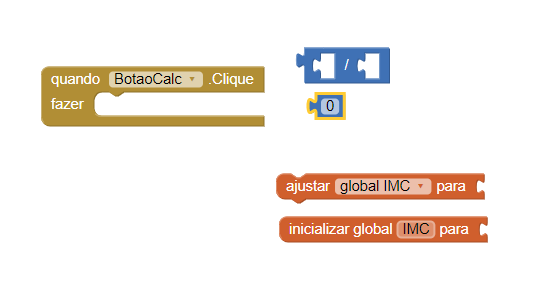 quando BotaoCalc .Clique
fazer
/
0
ajustar global IMC para
inicializar global IMC para